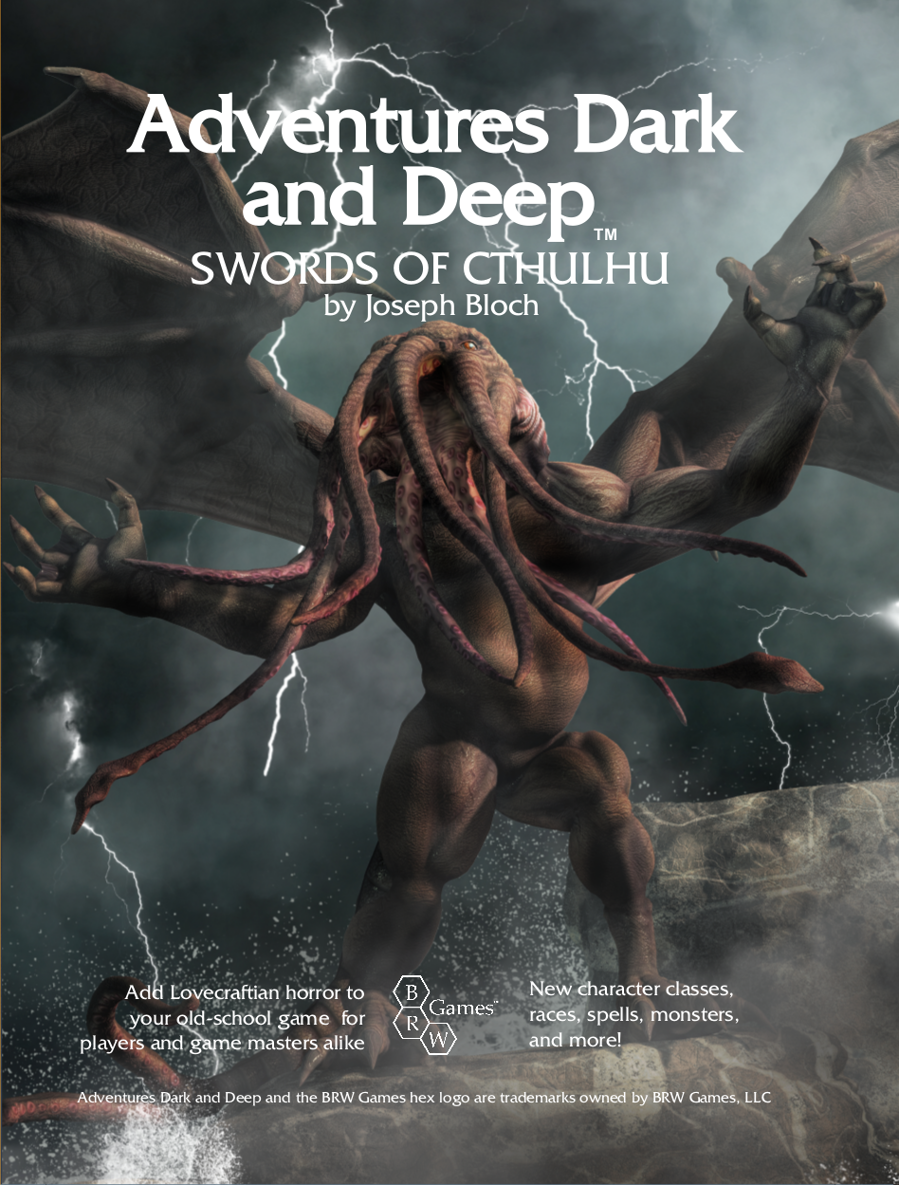 Adventures Dark
and Deep™
SWORDS OF CTHULHU
by Joseph Bloch
Add Lovecraftian horror to
your old-school game for
players and game masters alike
B
R
W
Games™
New character classes,
races, spells, monsters,
and more!
Adventures Dark and Deep and the BRW Games hex logo are trademarks owned by BRW Games, LLC